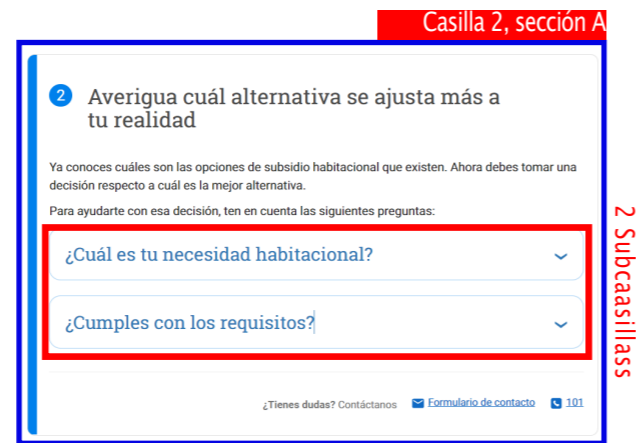 Casilla 2, sección A
2 Averigua cuál alternativa se ajusta más a
tu realidad
Ya conoces cuáles son las opciones de subsidio habitacional que existen. Ahora debes tomar una
decisión respecto a cuál es la mejor alternativa.
Para ayudarte con esa decisión, ten en cuenta las siguientes preguntas:
¿Cuál es tu necesidad habitacional?
¿Cumples con los requisitos?
2 Subcaasillass
¿Tienes dudas? Contáctanos Formulario de contacto 101